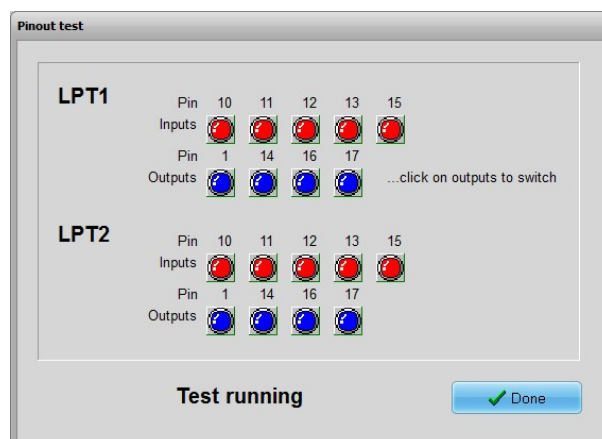 Pinout test
LPT1
Pin 10 11 12 13 15
Inputs
Pin 1 14 16 17
Outputs ...click on outputs to switch
LPT2
Pin 10 11 12 13 15
Inputs
Pin 1 14 16 17
Outputs
Test running
Done